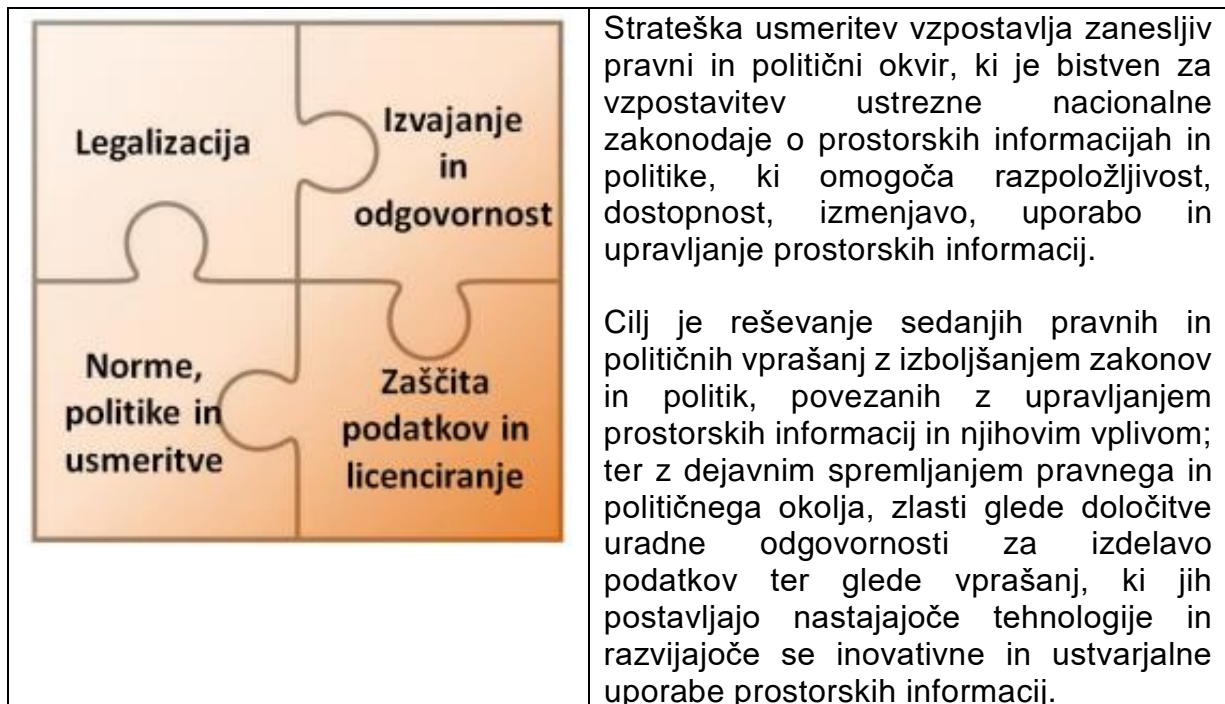 Legalizacija
Izvajanje
in
odgovornost
Norme,
politike in
usmeritve
Zaščita
podatkov in
licenciranje
Strateška usmeritev vzpostavlja zanesljiv
pravni in politični okvir, ki je bistven za
vzpostavitev ustrezne nacionalne
zakonodaje o prostorskih informacijah in
politike, ki omogoča razpoložljivost,
dostopnost, izmenjavo, uporabo in
upravljanje prostorskih informacij.
Cilj je reševanje sedanjih pravnih in
političnih vprašanj z izboljšanjem zakonov
in politik, povezanih z upravljanjem
prostorskih informacij in njihovim vplivom;
ter z dejavnim spremljanjem pravnega in
političnega okolja, zlasti glede določitve
uradne odgovornosti za izdelavo
podatkov ter glede vprašanj, ki jih
postavljajo nastajajoče tehnologije in
razvijajoče se inovativne in ustvarjalne
uporabe prostorskih informacij.